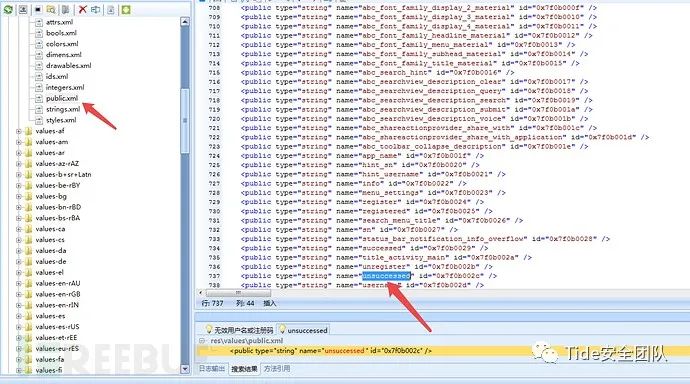 attrs.xml
bools.xml
colors.xml
dimens.xml
drawables.xml
ids.xml
integers.xml
public.xml
strings.xml
styles.xml
values-af
values-am
values-ar
values-az-rAZ
values-b+sr+Latn
values-be-rBY
values-bg
values-bn-rBD
values-bs-rBA
values-ca
values-cs
values-da
values-de
values-el
values-en-rAU
values-en-rGB
values-en-rIN
values-es
values-es-rUS
values-et-rEE
values-eu-rES
values-fa
values-fi
708 <public type="string" name="abc_font_family_display_2_material" id="0x7f0b000f" />
709 <public type="string" name="abc_font_family_display_3_material" id="0x7f0b0010" />
710 <public type="string" name="abc_font_family_display_4_material" id="0x7f0b0011" />
711 <public type="string" name="abc_font_family_headline_material" id="0x7f0b0012" />
712 <public type="string" name="abc_font_family_menu_material" id="0x7f0b0013" />
713 <public type="string" name="abc_font_family_subhead_material" id="0x7f0b0014" />
714 <public type="string" name="abc_font_family_title_material" id="0x7f0b0015" />
715 <public type="string" name="abc_search_hint" id="0x7f0b0016" />
716 <public type="string" name="abc_searchview_description_clear" id="0x7f0b0017" />
717 <public type="string" name="abc_searchview_description_query" id="0x7f0b0018" />
718 <public type="string" name="abc_searchview_description_search" id="0x7f0b0019" />
719 <public type="string" name="abc_searchview_description_submit" id="0x7f0b001a" />
720 <public type="string" name="abc_searchview_description_voice" id="0x7f0b001b" />
721 <public type="string" name="abc_shareactionprovider_share_with" id="0x7f0b001c" />
722 <public type="string" name="abc_shareactionprovider_share_with_application" id="0x7f0b001d" />
723 <public type="string" name="abc_toolbar_collapse_description" id="0x7f0b001e" />
724 <public type="string" name="app_name" id="0x7f0b001f" />
725 <public type="string" name="hint_sn" id="0x7f0b0020" />
726 <public type="string" name="hint_username" id="0x7f0b0021" />
727 <public type="string" name="info" id="0x7f0b0022" />
728 <public type="string" name="menu_settings" id="0x7f0b0023" />
729 <public type="string" name="register" id="0x7f0b0024" />
730 <public type="string" name="registered" id="0x7f0b0025" />
731 <public type="string" name="search_menu_title" id="0x7f0b0026" />
732 <public type="string" name="sn" id="0x7f0b0027" />
733 <public type="string" name="status_bar_notification_info_overflow" id="0x7f0b0028" />
734 <public type="string" name="successed" id="0x7f0b0029" />
735 <public type="string" name="title_activity_main" id="0x7f0b002a" />
736 <public type="string" name="unregister" id="0x7f0b002b" />
737 <public type="string" name="unsuccessed" id="0x7f0b002c" />
738 <public type="string" name="username" id="0x7f0b002d" />
行: 737 列: 44 插入
无效用户名或注册码 unsuccessed
res\values\public.xml
<public type="string" name="unsuccessed" id="0x7f0b002c" />
日志输出 搜索结果 方法引用
Tide安全团队